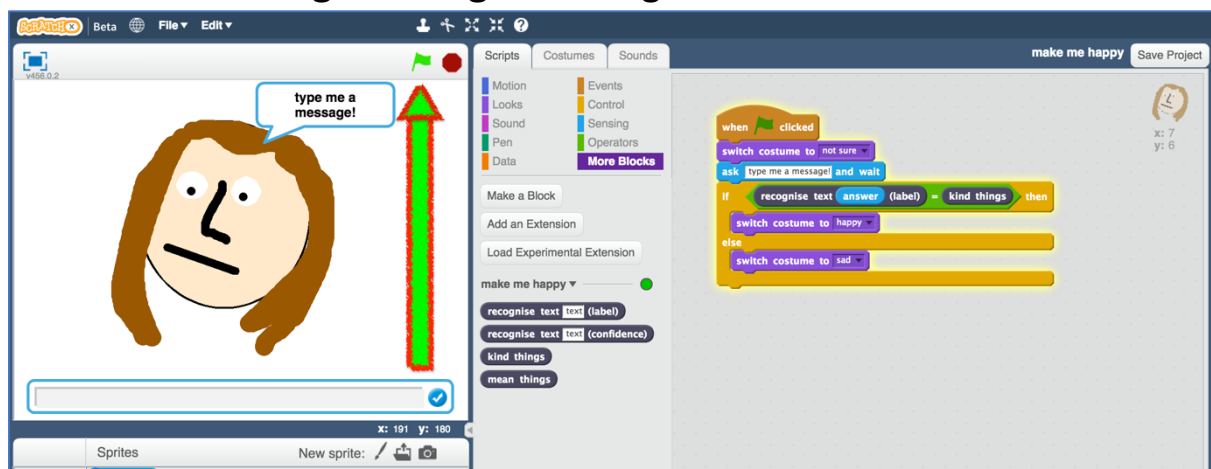 SCRATCHX Beta File▾ Edit▾
v456.0.2
type me a
message!
x: 191 y: 180
Sprites New sprite:
Scripts Costumes Sounds
Motion Events
Looks Control
Sound Sensing
Pen Operators
Data More Blocks
Make a Block
Add an Extension
Load Experimental Extension
make me happy ▾
recognise text text (label)
recognise text text (confidence)
kind things
mean things
make me happy Save Project
when clicked
switch costume to not sure
ask type me a message! and wait
if recognise text answer (label) = kind things then
switch costume to happy
else
switch costume to sad
x: 7
y: 6